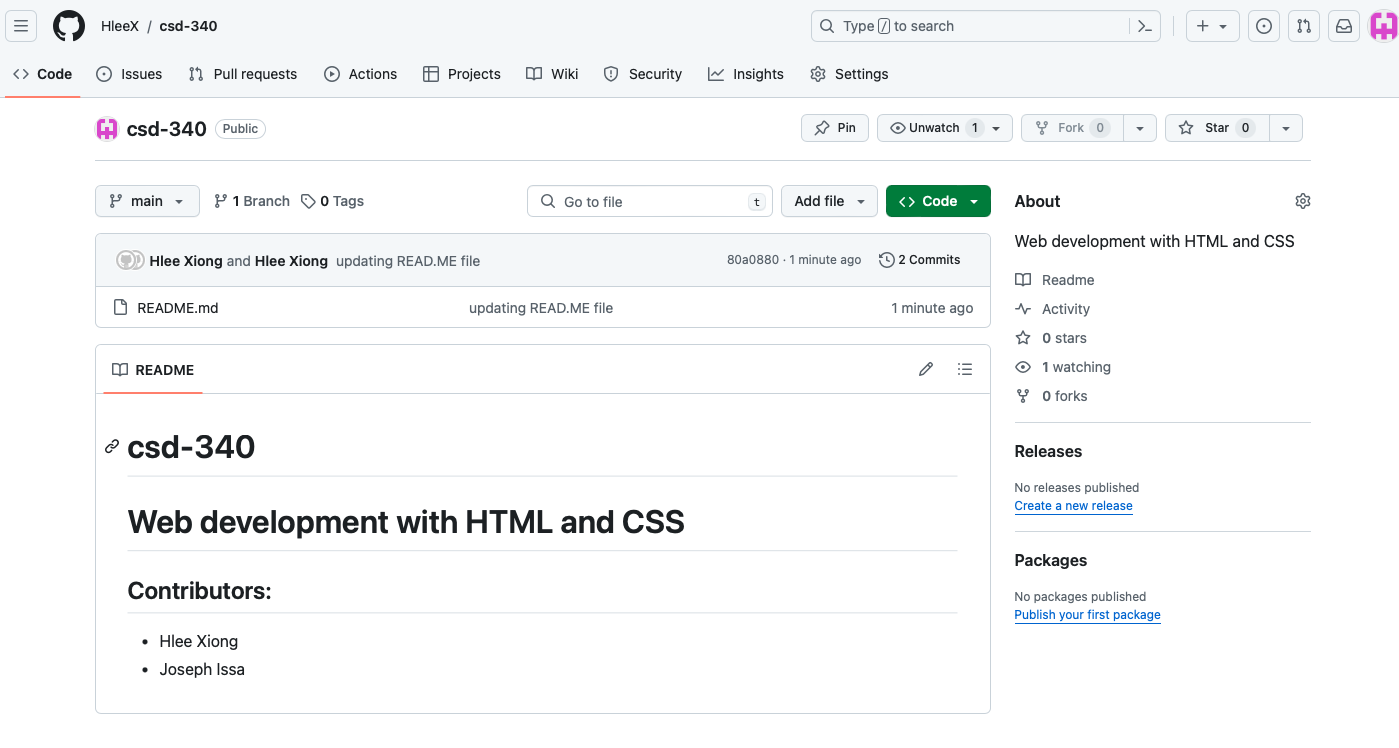 HleeX / csd-340
Type / to search
Code Issues Pull requests Actions Projects Wiki Security Insights Settings
csd-340 Public
Pin Unwatch 1 Fork 0 Star 0
main 1 Branch 0 Tags Go to file t Add file Code
Hlee Xiong and Hlee Xiong updating READ.ME file 80a0880 · 1 minute ago 2 Commits
README.md updating READ.ME file 1 minute ago
README
csd-340
Web development with HTML and CSS
Contributors:
• Hlee Xiong
• Joseph Issa
About
Web development with HTML and CSS
Readme
Activity
0 stars
1 watching
0 forks
Releases
No releases published
Create a new release
Packages
No packages published
Publish your first package